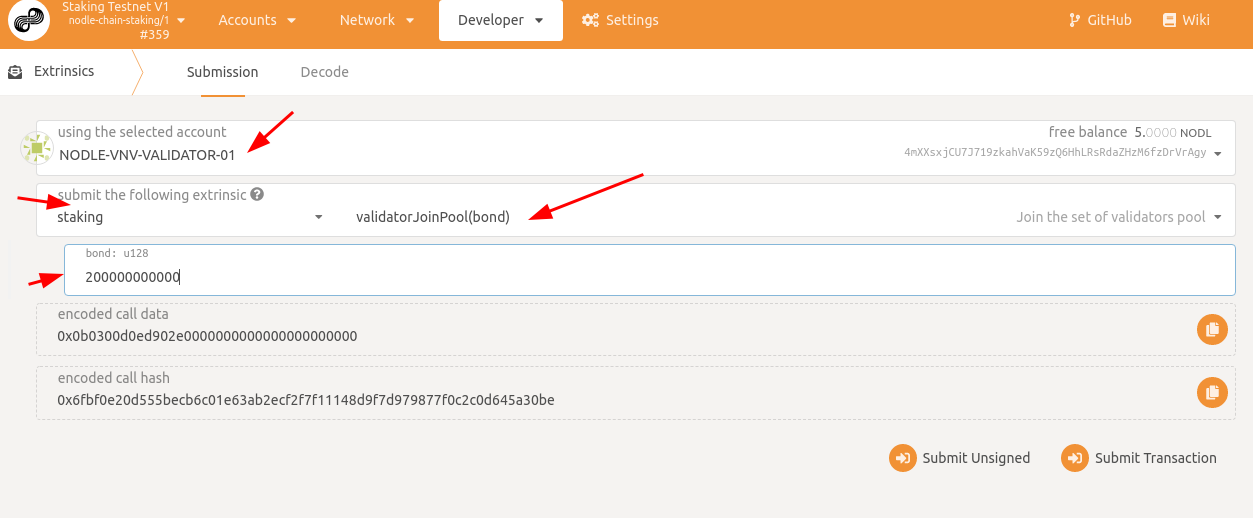 Staking Testnet V1
nodle-chain-staking/1
#359
Accounts
Network
Developer
Settings
GitHub
Wiki
Extrinsics
Submission
Decode
using the selected account
NODLE-VNV-VALIDATOR-01
free balance 5.0000 NODL
4mXXsxjCU7J719zkahVaK59zQ6HhLRsRdaZHzM6fzDrVrAgy
submit the following extrinsic
staking
validatorJoinPool(bond)
Join the set of validators pool
bond: u128
200000000000
encoded call data
0x0b0300d0ed902e0000000000000000000000
encoded call hash
0x6fbf0e20d555becb6c01e63ab2ecf2f7f11148d9f7d979877f0c2c0d645a30be
Submit Unsigned
Submit Transaction